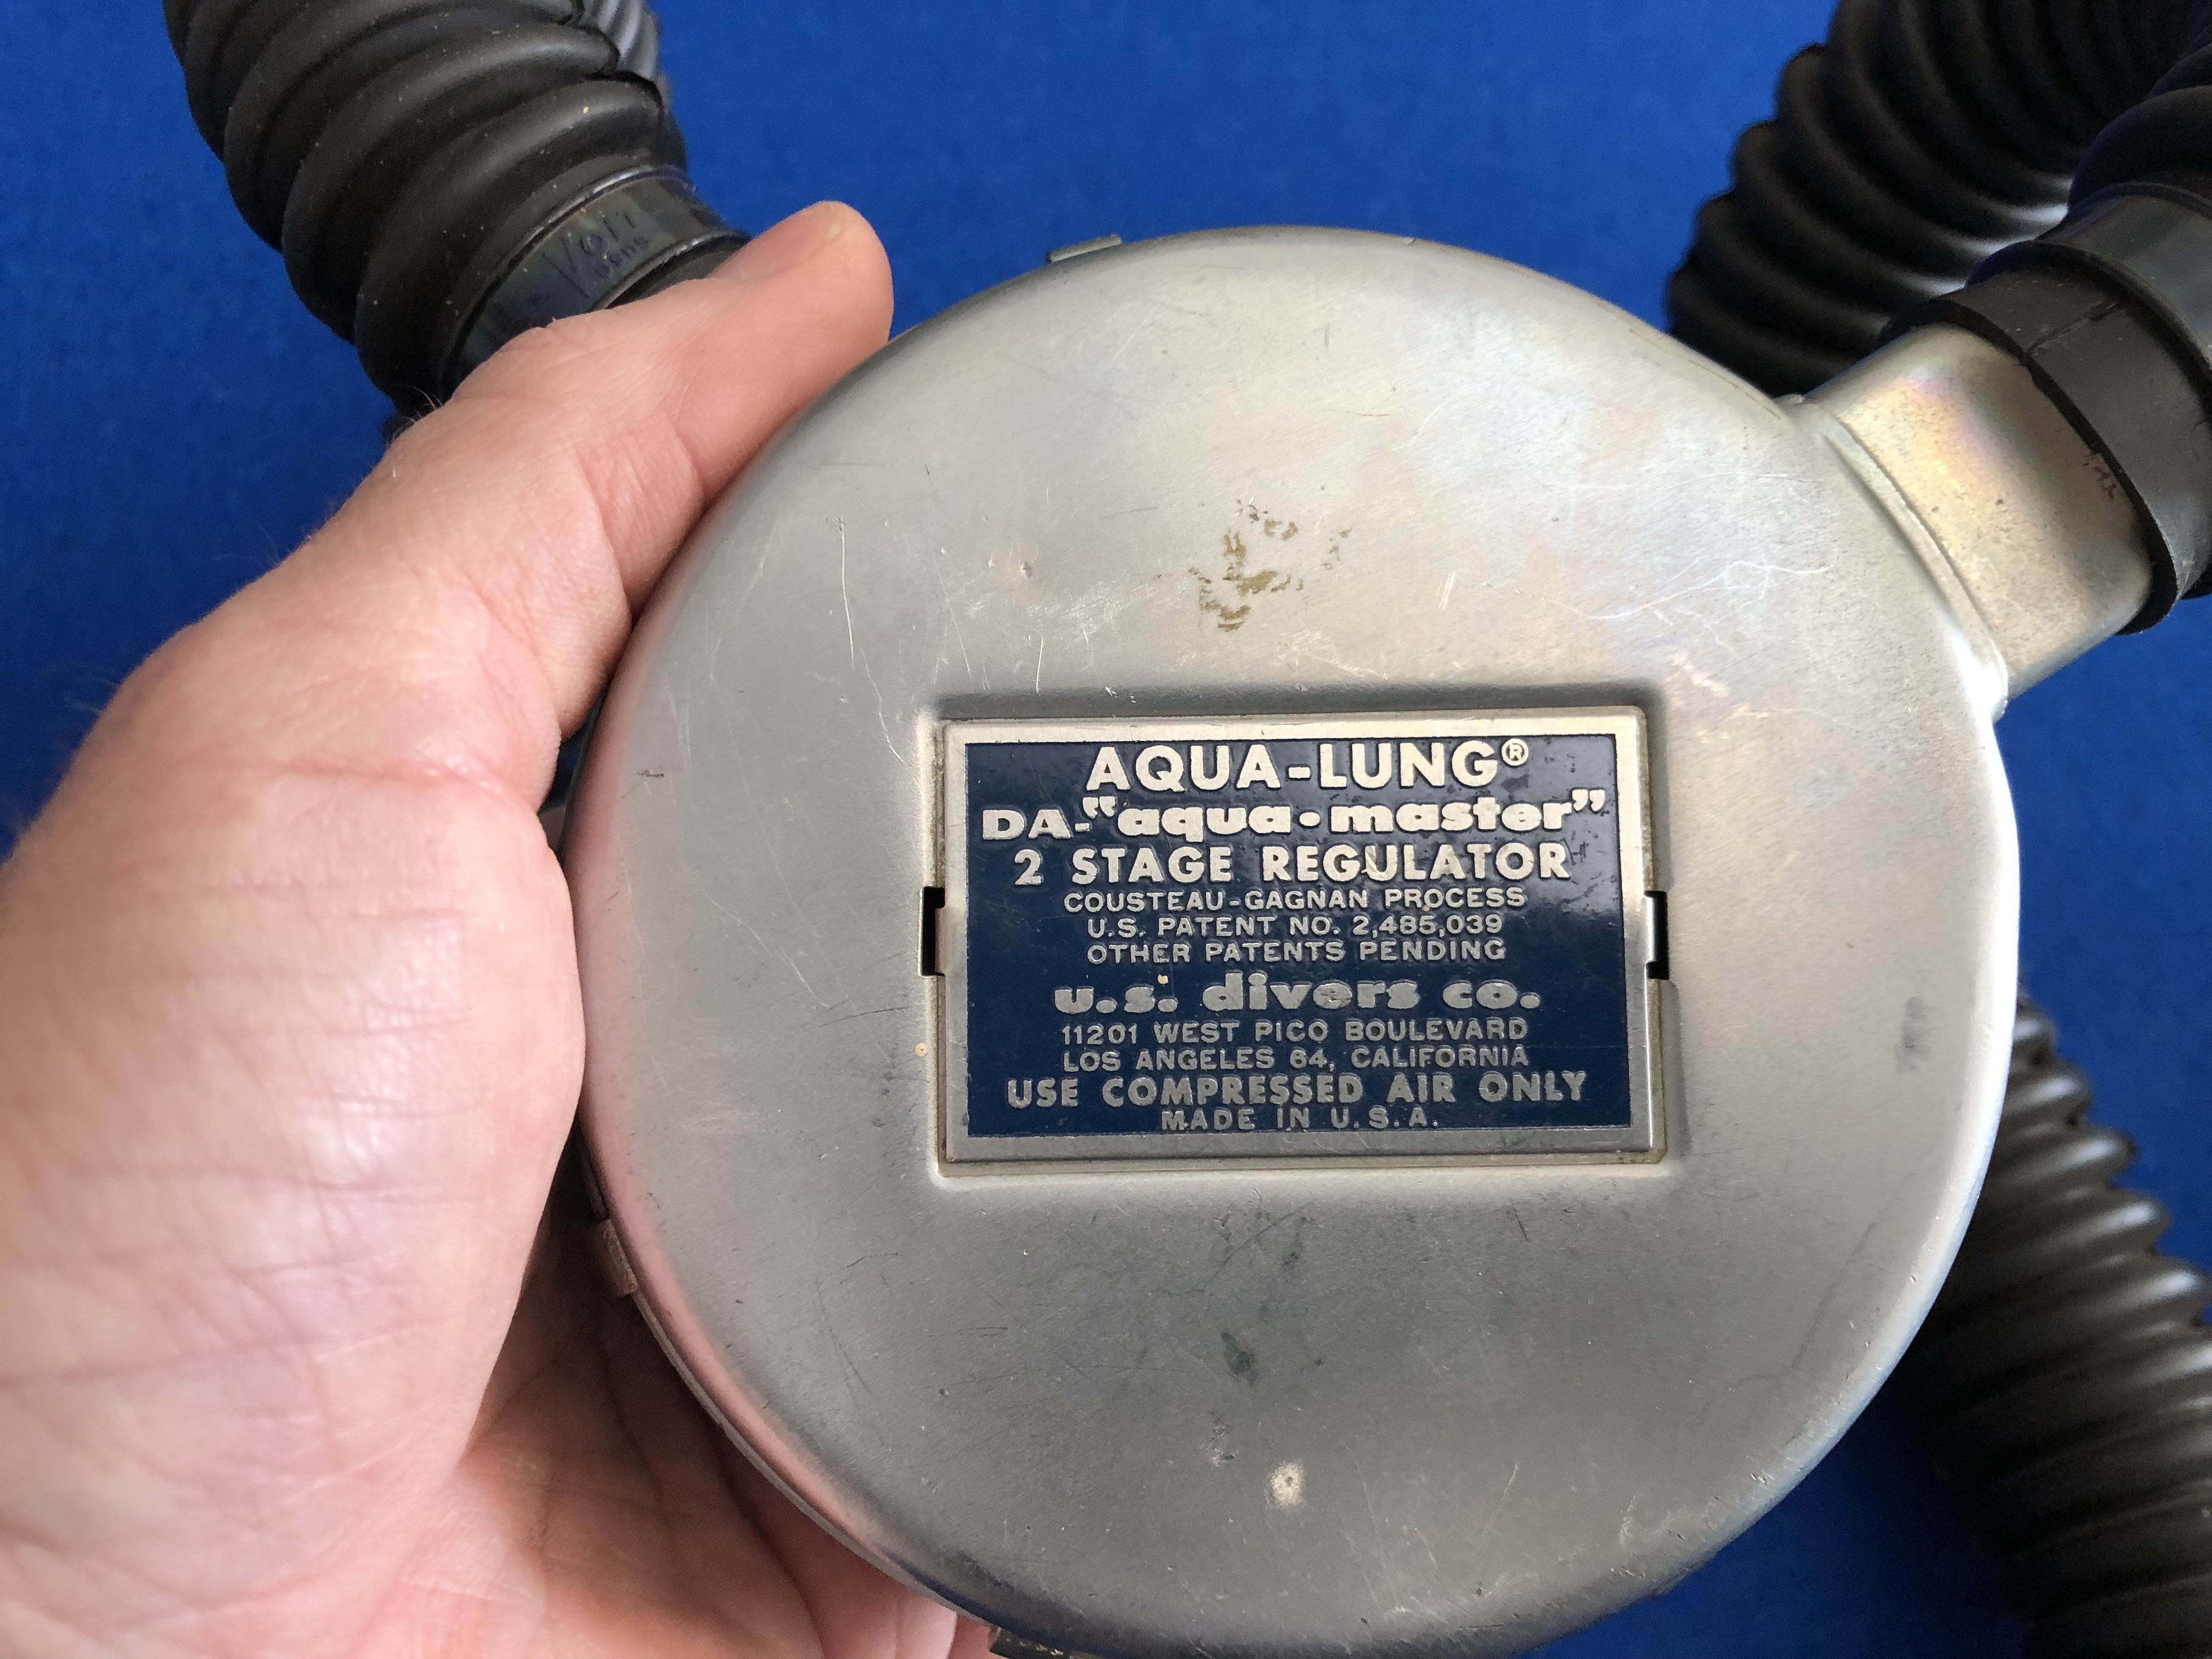 AQUA-LUNG®
DA-"aqua•master"
2 STAGE REGULATOR
COUSTEAU-GAGNAN PROCESS
U.S. PATENT NO. 2,485,039
OTHER PATENTS PENDING
u.s. divers co.
11201 WEST PICO BOULEVARD
LOS ANGELES 64, CALIFORNIA
USE COMPRESSED AIR ONLY
MADE IN U.S.A.